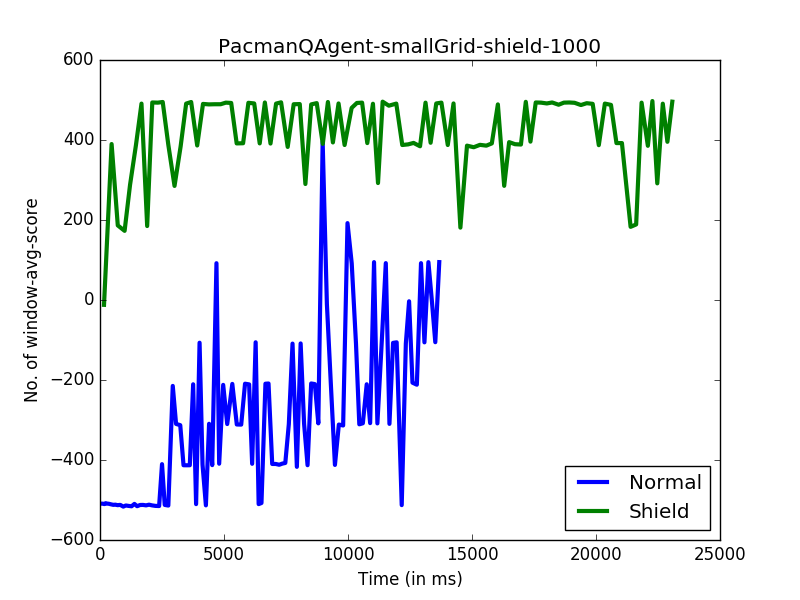 PacmanQAgent-smallGrid-shield-1000
No. of window-avg-score
600
400
200
0
−200
−400
−600
0
5000
10000
15000
20000
25000
Time (in ms)
Normal
Shield